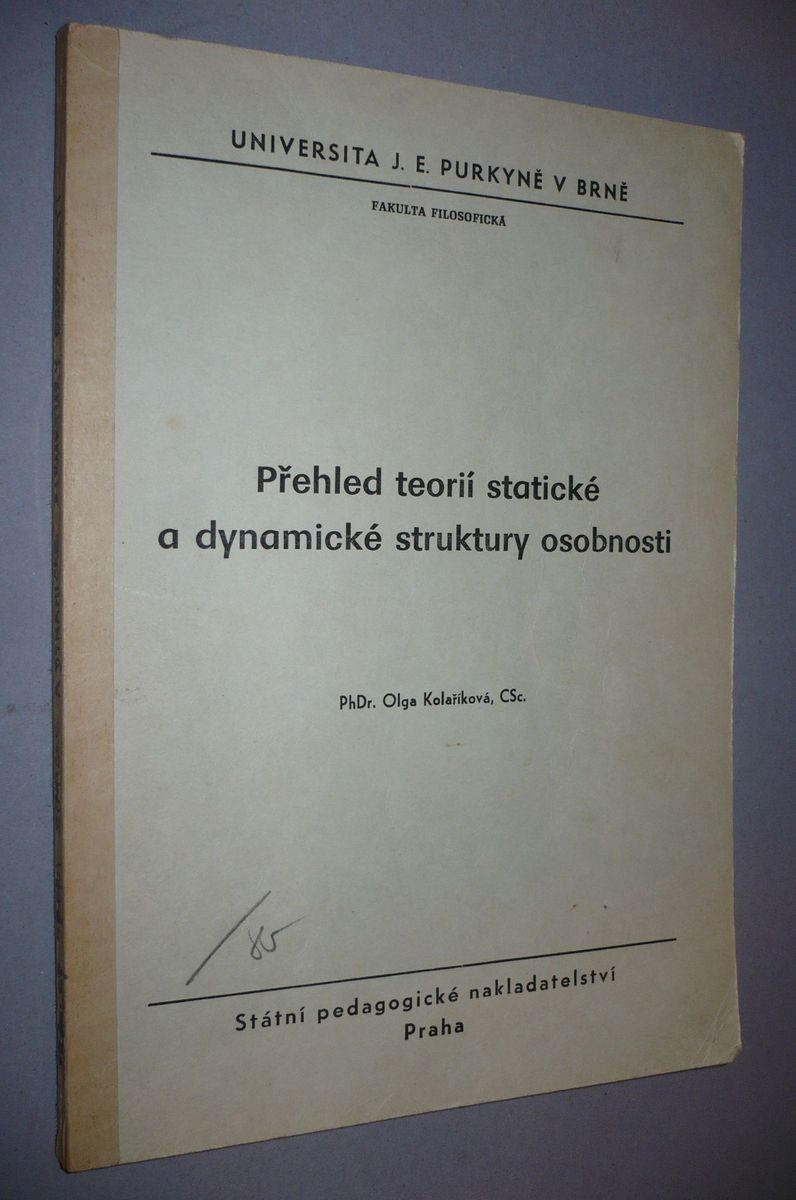 UNIVERSITA J. E. PURKYNĚ V BRNĚ
FAKULTA FILOSOFICKÁ
Přehled teorií statické
a dynamické struktury osobnosti
PhDr. Olga Kolaříková, CSc.
Státní pedagogické nakladatelství
Praha